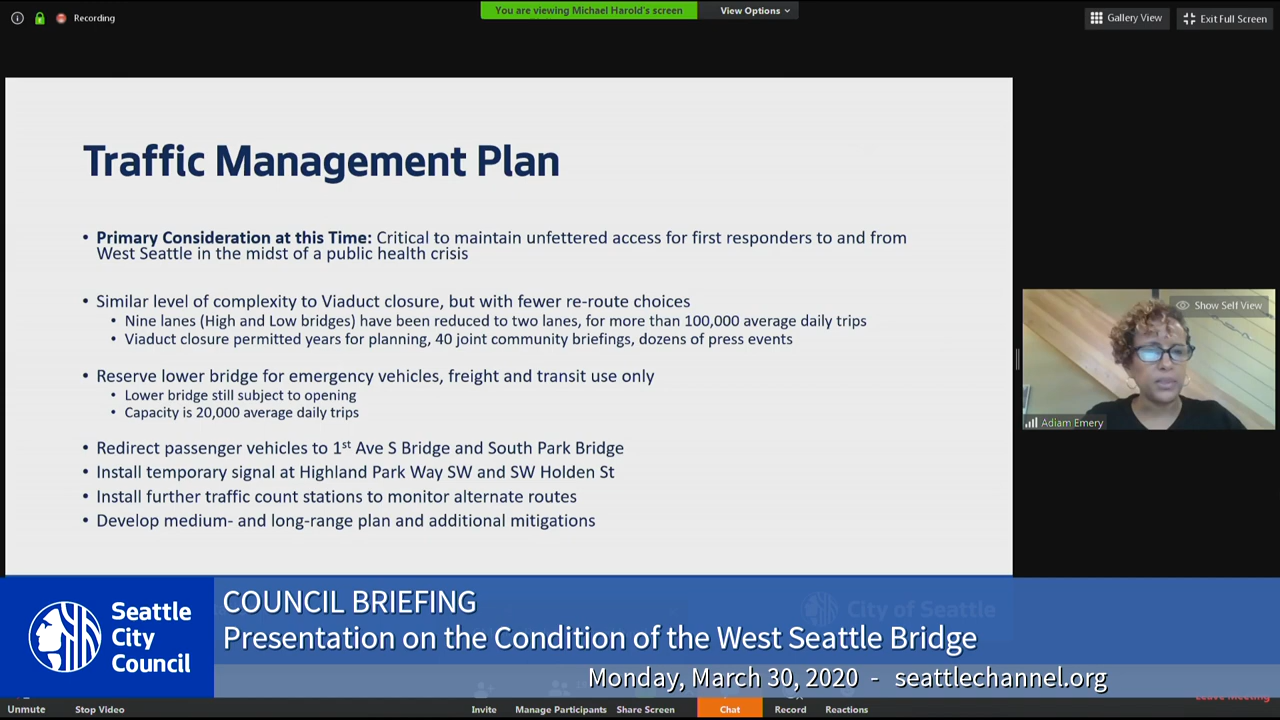 Recording
You are viewing Michael Harold's screen
View Options
Gallery View
Exit Full Screen
Traffic Management Plan
• Primary Consideration at this Time: Critical to maintain unfettered access for first responders to and from
West Seattle in the midst of a public health crisis
• Similar level of complexity to Viaduct closure, but with fewer re-route choices
• Nine lanes (High and Low bridges) have been reduced to two lanes, for more than 100,000 average daily trips
• Viaduct closure permitted years for planning, 40 joint community briefings, dozens of press events
• Reserve lower bridge for emergency vehicles, freight and transit use only
• Lower bridge still subject to opening
• Capacity is 20,000 average daily trips
• Redirect passenger vehicles to 1st Ave S Bridge and South Park Bridge
• Install temporary signal at Highland Park Way SW and SW Holden St
• Install further traffic count stations to monitor alternate routes
• Develop medium- and long-range plan and additional mitigations
Show Self View
Adiam Emery
Seattle
City
Council
COUNCIL BRIEFING
City of Seattle
Presentation on the Condition of the West Seattle Bridge
Monday, March 30, 2020 - seattlechannel.org
Leave Meeting
Unmute
Stop Video
Invite
Manage Participants
Share Screen
Chat
Record
Reactions